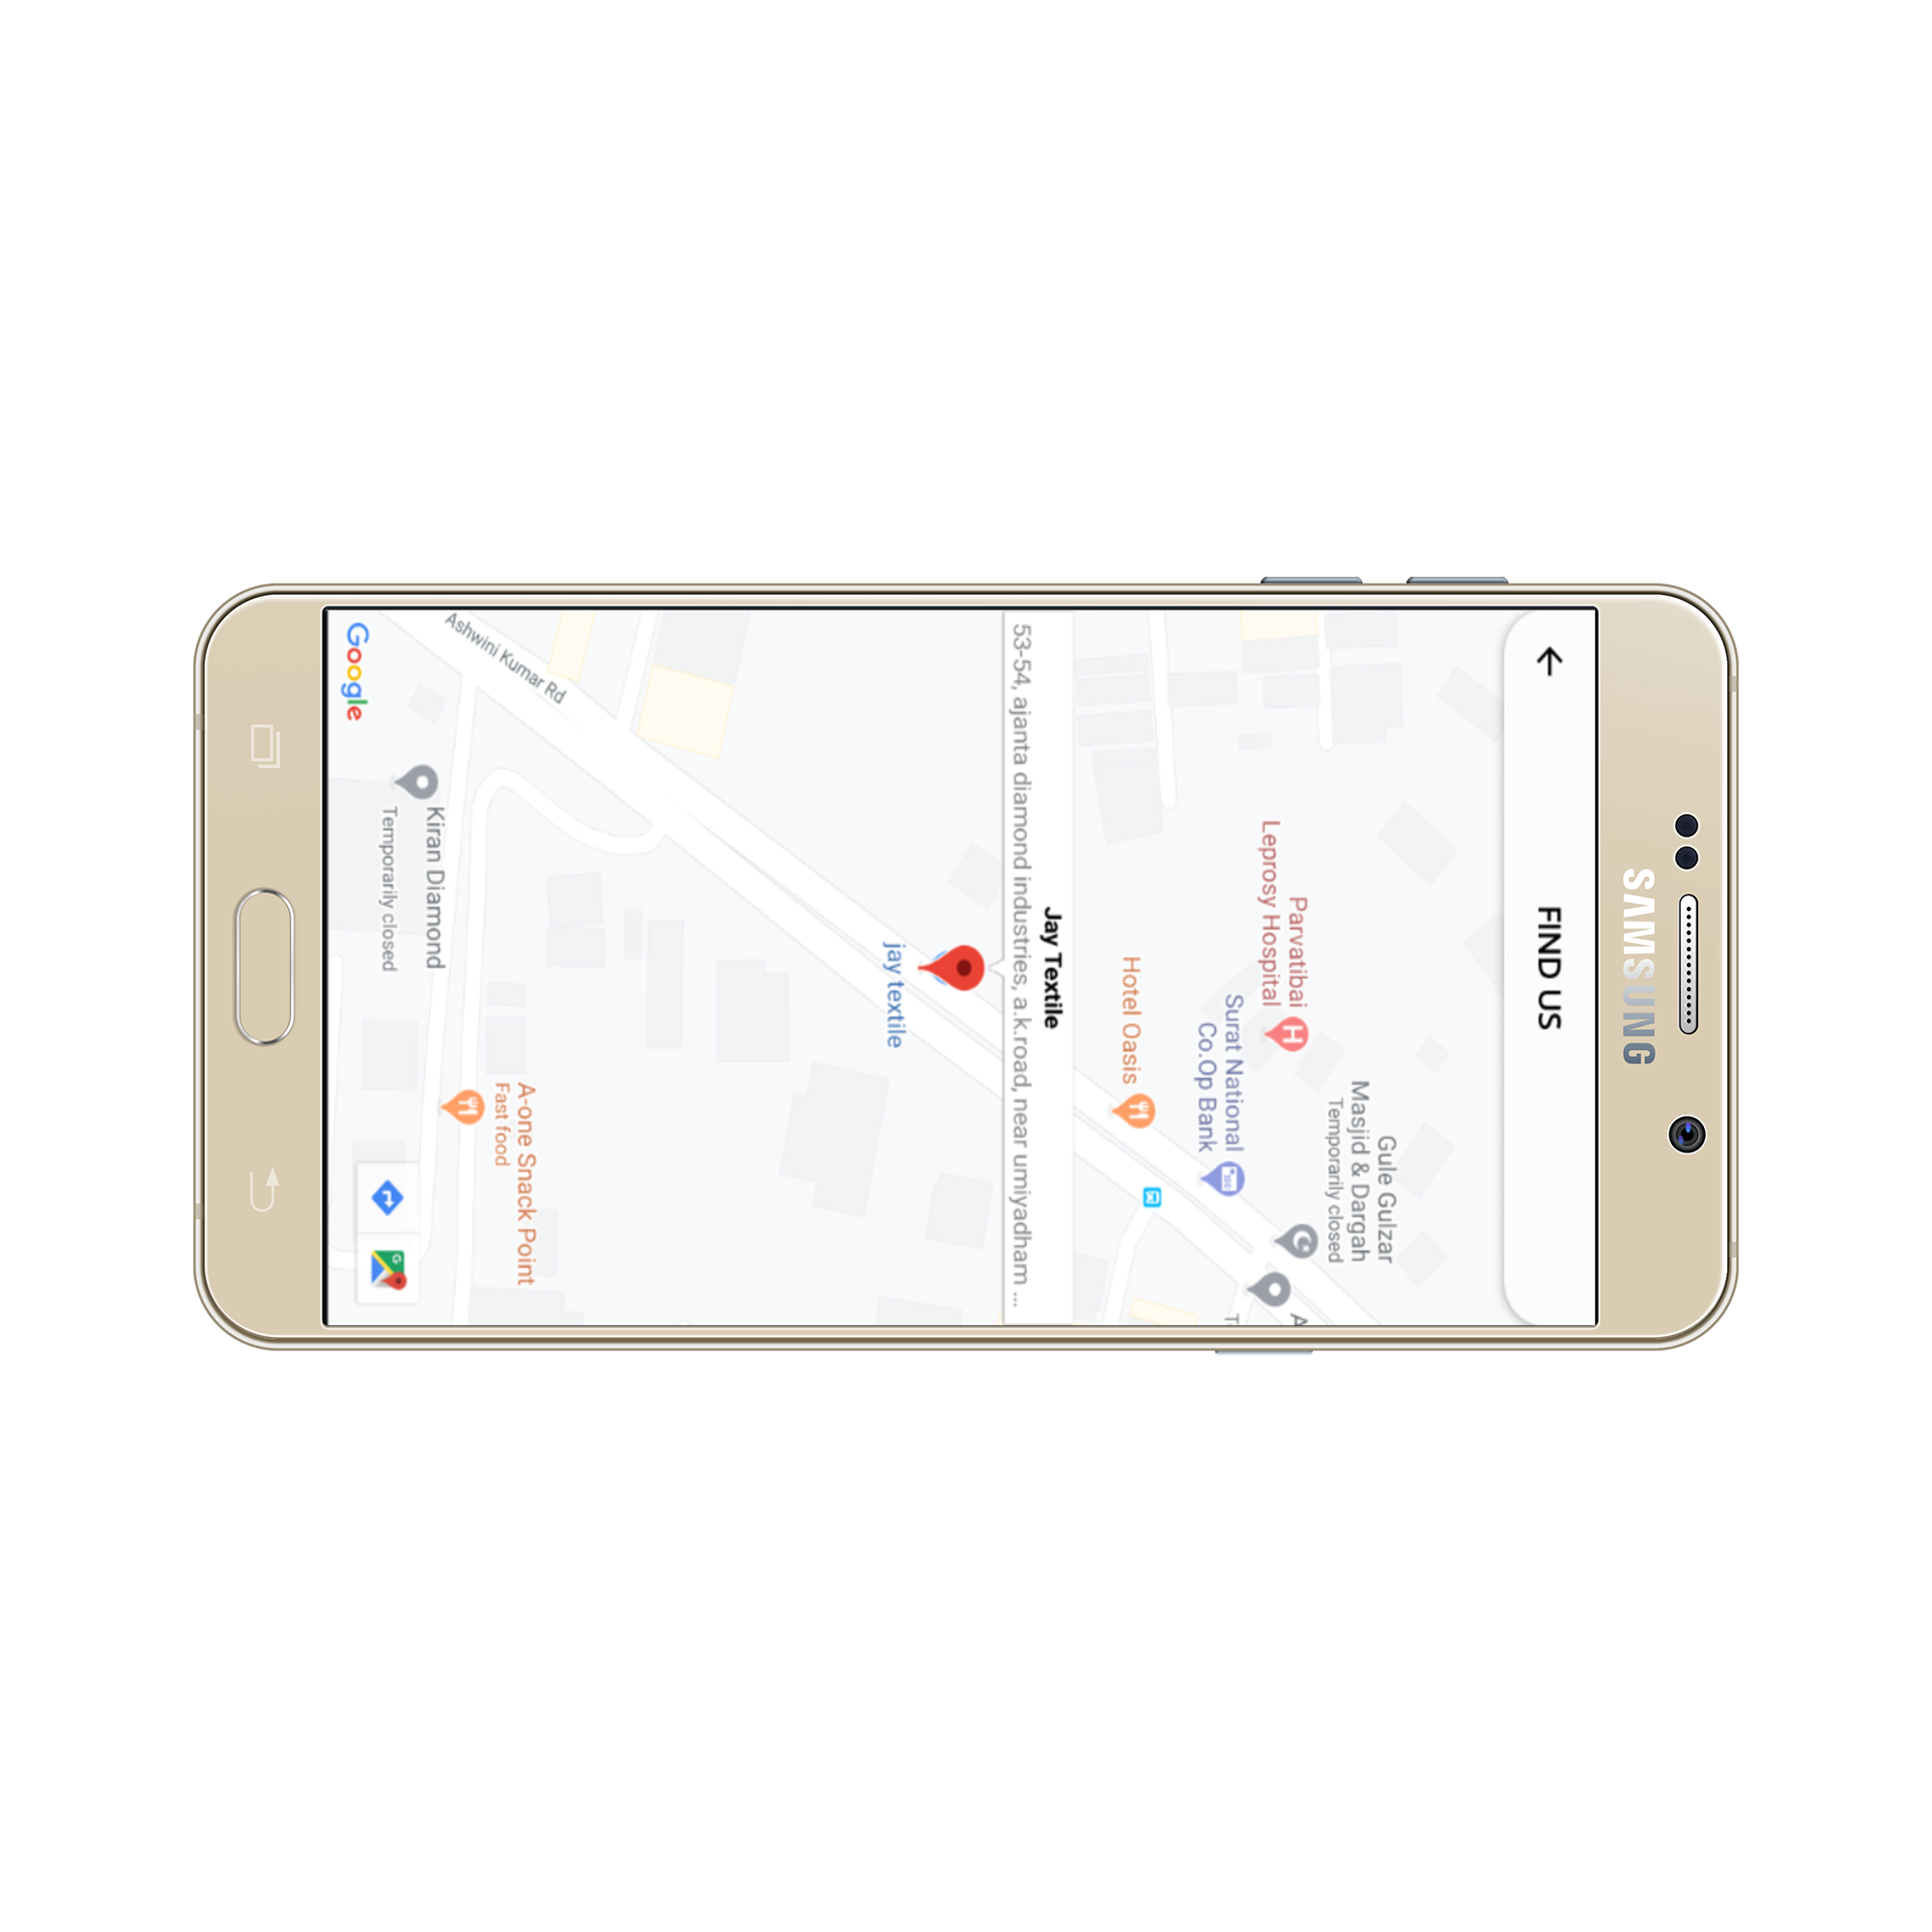 SAMSUNG
FIND US
Gule Gulzar
Masjid & Dargah
Temporarily closed
A
T
Parvatibai
Leprosy Hospital
Surat National
Co.Op Bank
Hotel Oasis
Jay Textile
53-54, ajanta diamond industries, a.k.road, near umiyadham ...
jay textile
Ashwini Kumar Rd
A-one Snack Point
Fast food
Kiran Diamond
Temporarily closed
Google